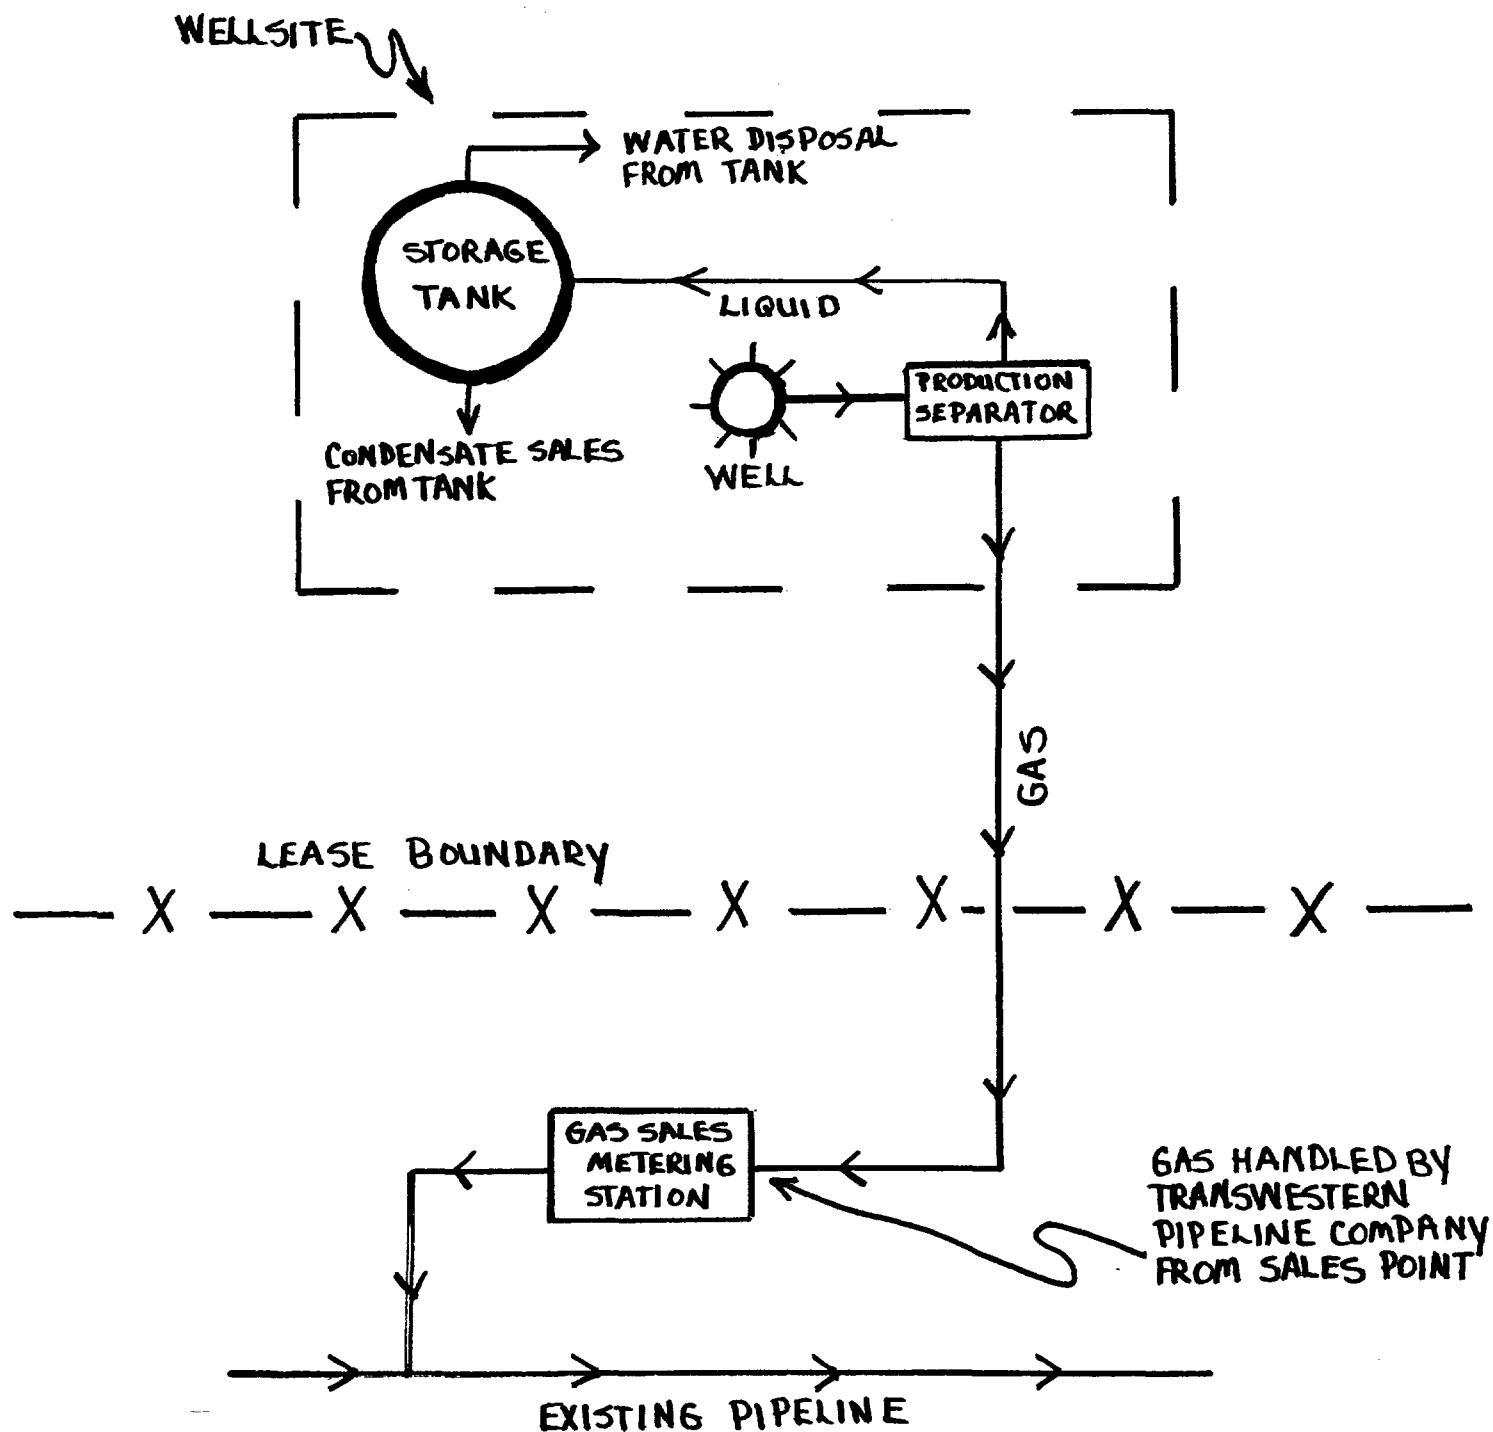 WELLSITE
WATER DISPOSAL
FROM TANK
STORAGE
TANK
LIQUID
PRODUCTION
SEPARATOR
CONDENSATE SALES
FROM TANK
WELL
GAS
LEASE BOUNDARY
GAS SALES
METERING
STATION
GAS HANDLED BY
TRANSWESTERN
PIPELINE COMPANY
FROM SALES POINT
EXISTING PIPELINE